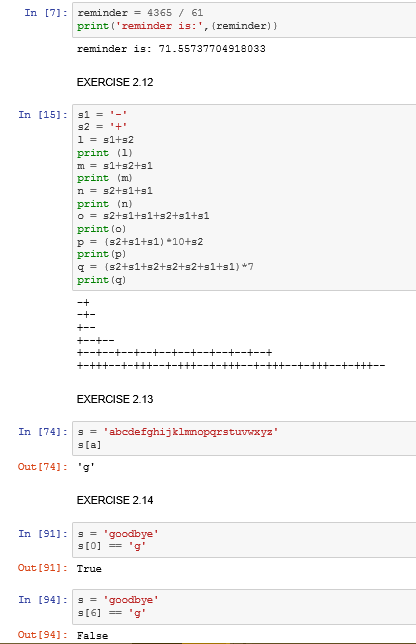 In [7]: reminder = 4365 / 61
print('reminder is:',(reminder))
reminder is: 71.55737704918033
EXERCISE 2.12
In [15]: s1 = '-'
s2 = '+'
l = s1+s2
print (l)
m = s1+s2+s1
print (m)
n = s2+s1+s1
print (n)
o = s2+s1+s1+s2+s1+s1
print(o)
p = (s2+s1+s1)*10+s2
print(p)
q = (s2+s1+s2+s2+s2+s1+s1)*7
print(q)
-+
-+-
+--
+--+--
+--+--+--+--+--+--+--+--+--+--+
+-+++--+-+++--+-+++--+-+++--+-+++--+-+++--+-+++--
EXERCISE 2.13
In [74]: s = 'abcdefghijklmnopqrstuvwxyz'
s[a]
Out[74]: 'g'
EXERCISE 2.14
In [91]: s = 'goodbye'
s[0] == 'g'
Out[91]: True
In [94]: s = 'goodbye'
s[6] == 'g'
Out[94]: False